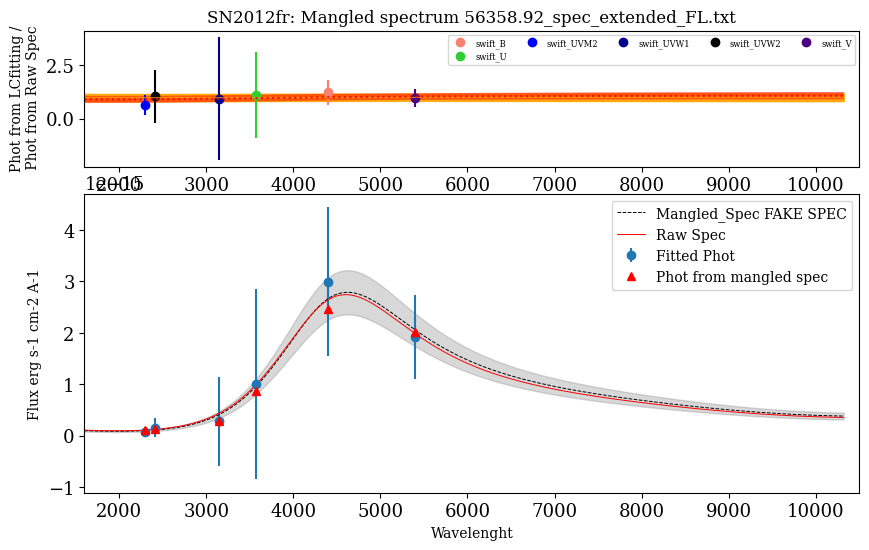 SN2012fr: Mangled spectrum 56358.92_spec_extended_FL.txt
Phot from LCfitting /
Phot from Raw Spec
2.5
0.0
swift_B swift_UVM2 swift_UVW1 swift_UVW2 swift_V
swift_U
2000 3000 4000 5000 6000 7000 8000 9000 10000
1e−15
Flux erg s-1 cm-2 A-1
4
3
2
1
0
−1
Mangled_Spec FAKE SPEC
Raw Spec
Fitted Phot
Phot from mangled spec
2000 3000 4000 5000 6000 7000 8000 9000 10000
Wavelenght